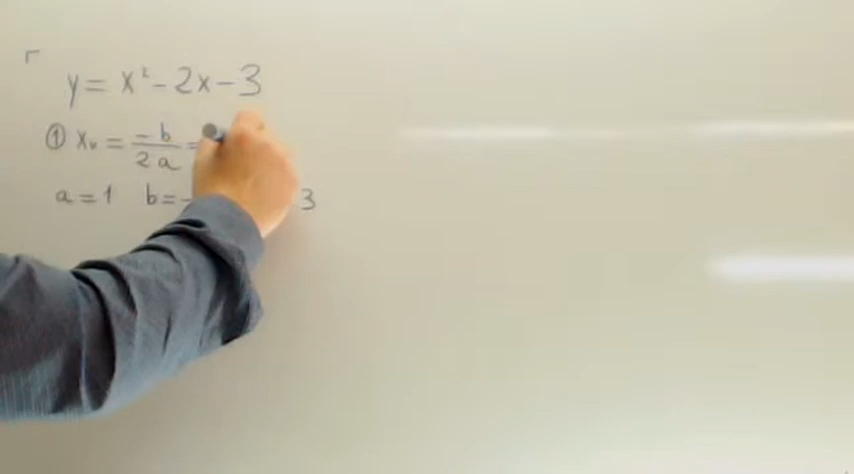 y = x² - 2x - 3
① xᵥ = -b / 2a =
a = 1 b = - 3